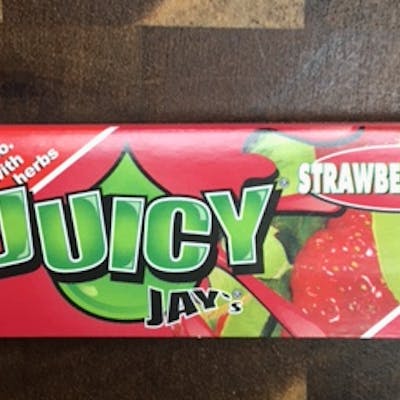 o.
with
herbs
JUICY
JAY's
STRAWBE